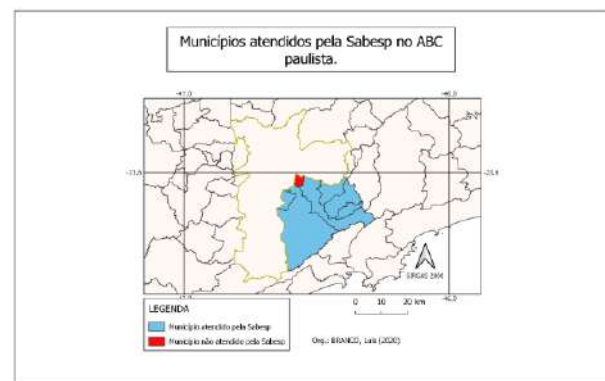 Municípios atendidos pela Sabesp no ABC
paulista.
SIRGAS 2000
0 10 20 km
LEGENDA
Município atendido pela Sabesp
Município não atendido pela Sabesp
Org.: BRANCO, Luis (2020)